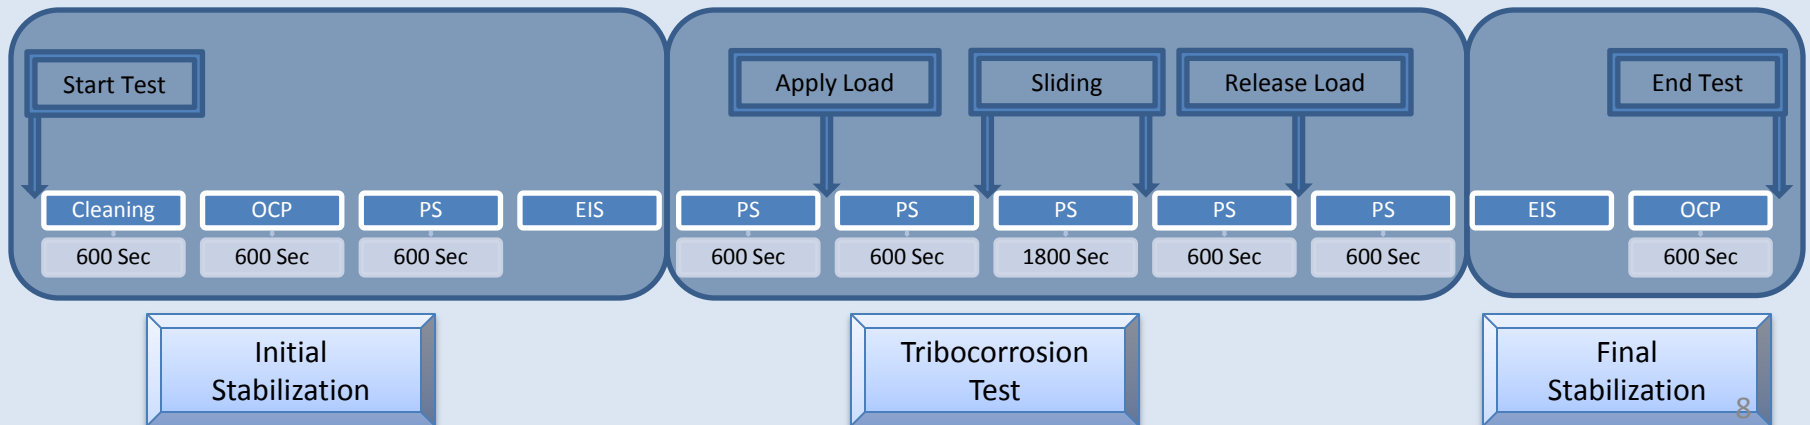 Start Test
Apply Load
Sliding
Release Load
End Test
Cleaning
OCP
PS
EIS
PS
PS
PS
PS
PS
EIS
OCP
600 Sec
600 Sec
600 Sec
600 Sec
600 Sec
1800 Sec
600 Sec
600 Sec
600 Sec
Initial
Stabilization
Tribocorrosion
Test
Final
Stabilization
8